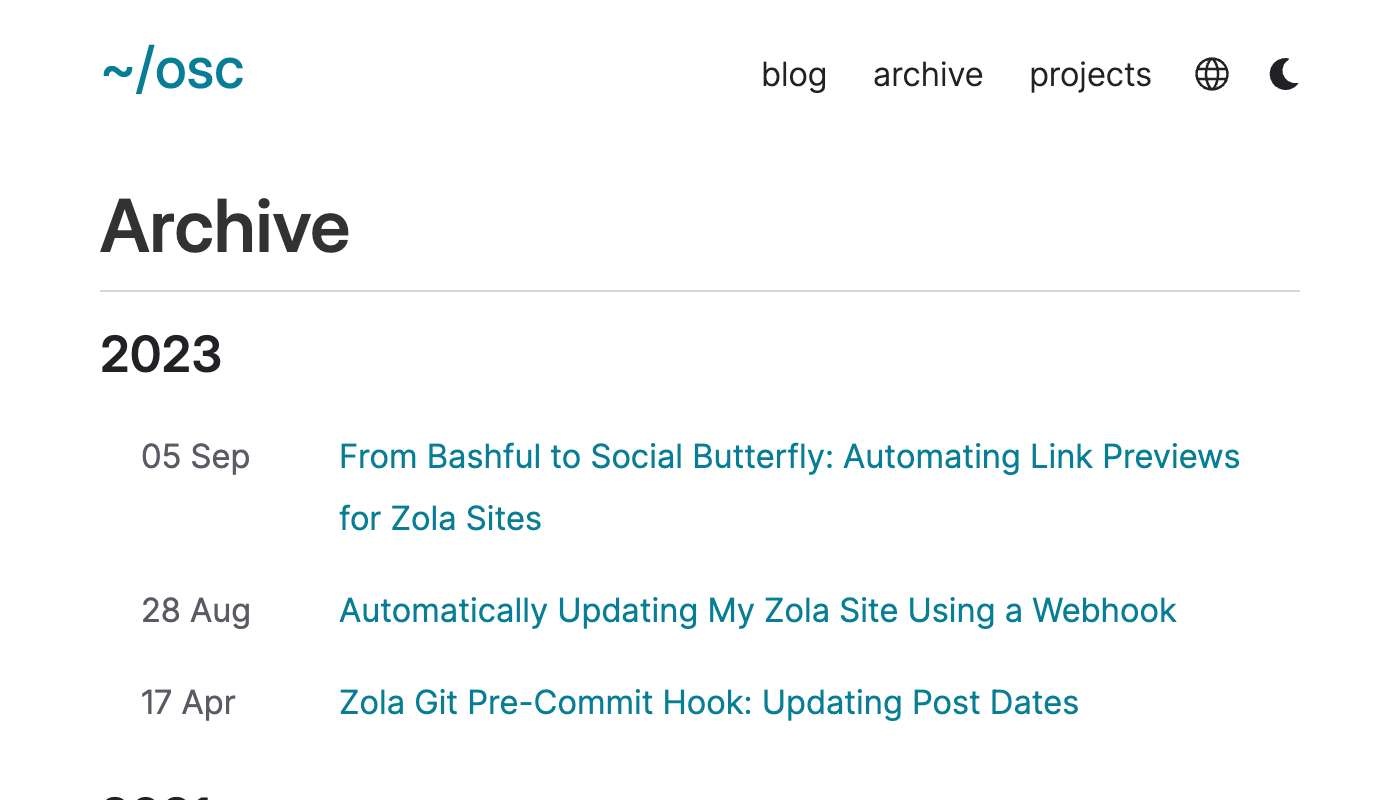 ~/osc
blog archive projects
Archive
2023
05 Sep From Bashful to Social Butterfly: Automating Link Previews
for Zola Sites
28 Aug Automatically Updating My Zola Site Using a Webhook
17 Apr Zola Git Pre-Commit Hook: Updating Post Dates